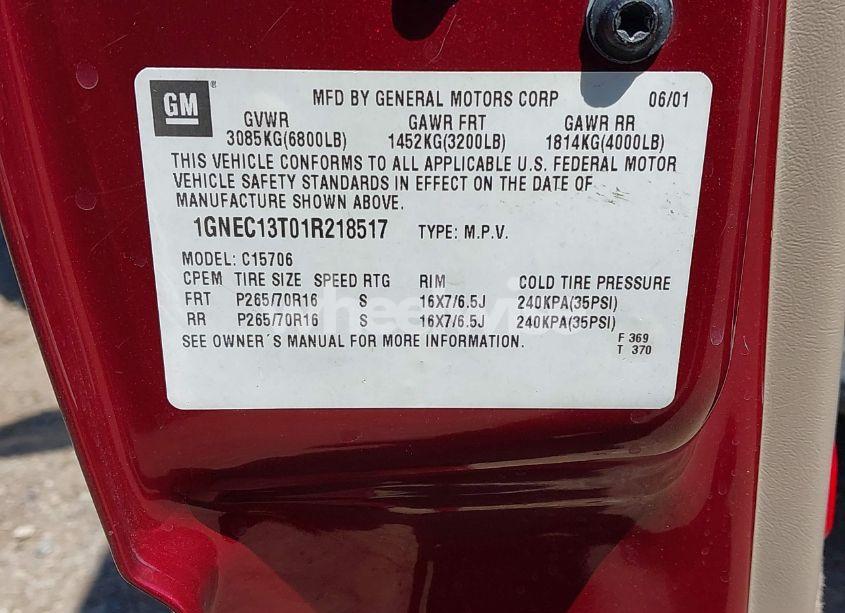 GM
MFD BY GENERAL MOTORS CORP 06/01
GVWR GAWR FRT GAWR RR
3085KG(6800LB) 1452KG(3200LB) 1814KG(4000LB)
THIS VEHICLE CONFORMS TO ALL APPLICABLE U.S. FEDERAL MOTOR
VEHICLE SAFETY STANDARDS IN EFFECT ON THE DATE OF
MANUFACTURE SHOWN ABOVE.
1GNEC13T01R218517 TYPE: M.P.V.
MODEL: C15706
CPEM TIRE SIZE SPEED RTG RIM COLD TIRE PRESSURE
FRT P265/70R16 S 16X7/6.5J 240KPA(35PSI)
RR P265/70R16 S 16X7/6.5J 240KPA(35PSI)
SEE OWNER´S MANUAL FOR MORE INFORMATION.
F 369
T 370